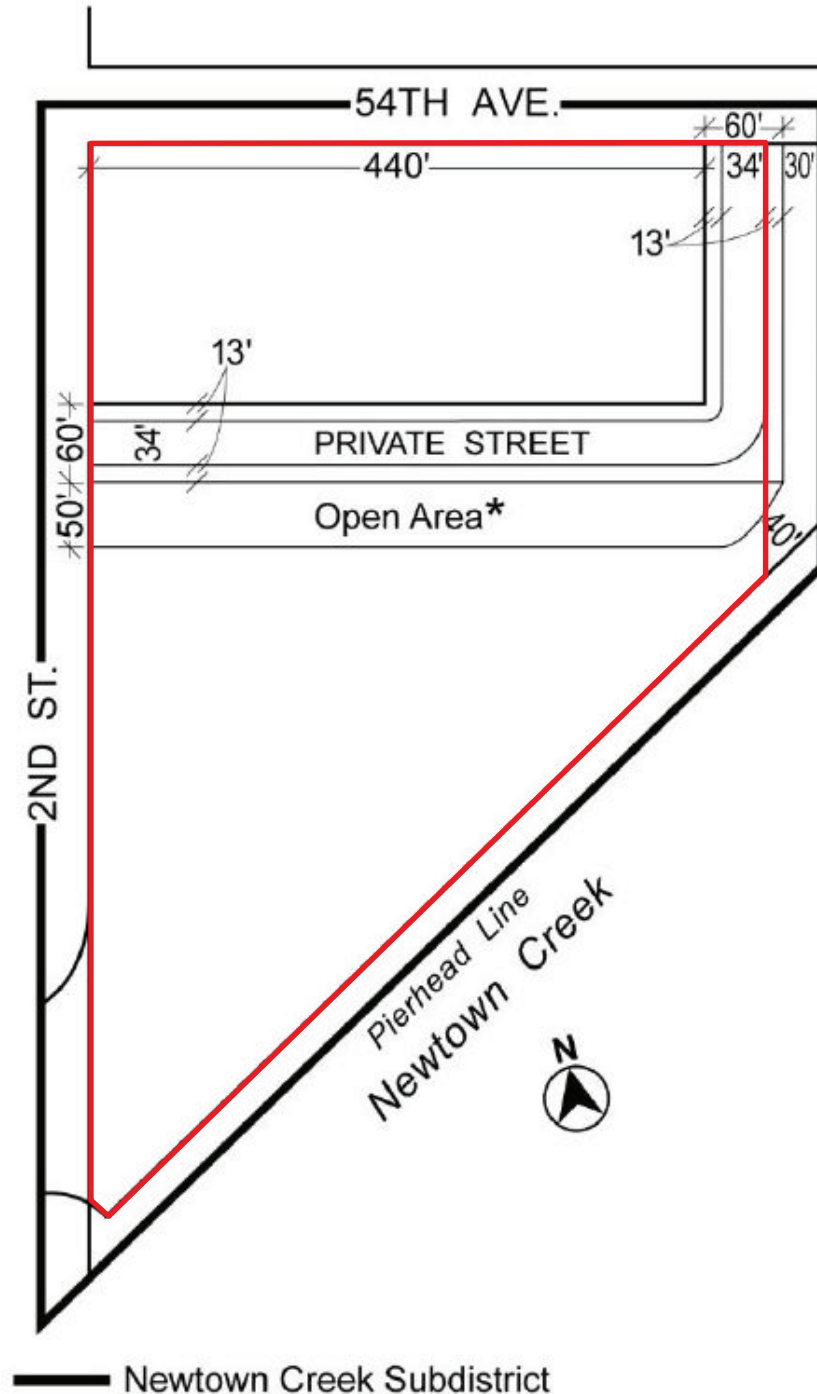 54TH AVE.
60'
440'
34'
30'
13'
13'
60'
34'
PRIVATE STREET
50'
Open Area*
40'
2ND ST.
Pierhead Line
Newtown Creek
N
Newtown Creek Subdistrict